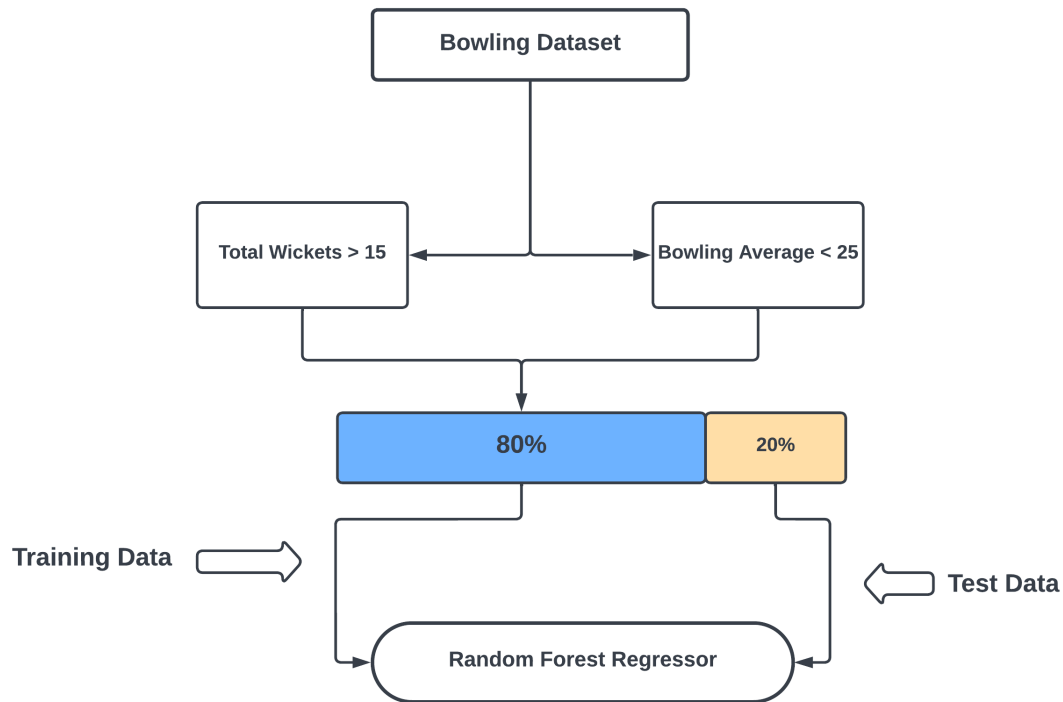 Bowling Dataset
Total Wickets > 15
Bowling Average < 25
80%
20%
Training Data
Test Data
Random Forest Regressor